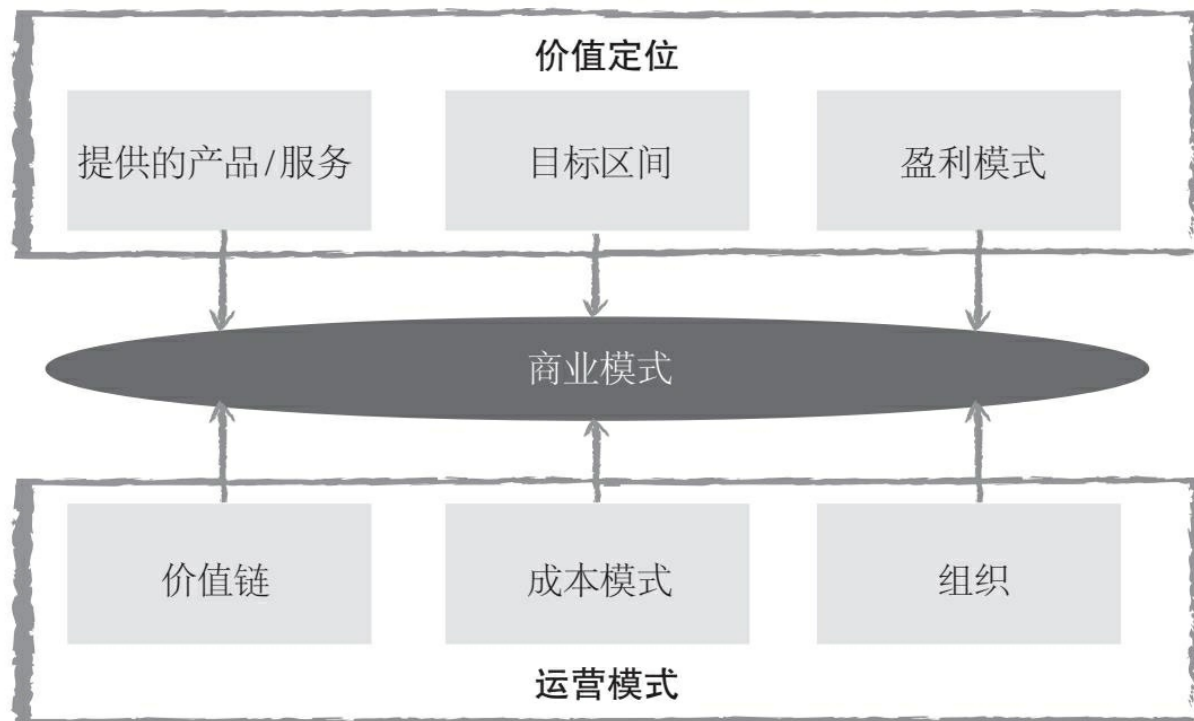 价值定位
提供的产品/服务
目标区间
盈利模式
商业模式
价值链
成本模式
组织
运营模式